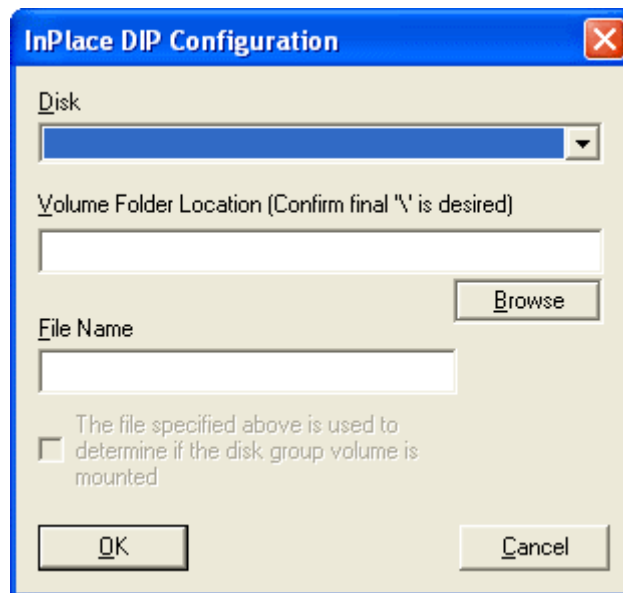 InPlace DIP Configuration
Disk
Volume Folder Location (Confirm final '\' is desired)
Browse
File Name
The file specified above is used to
determine if the disk group volume is
mounted
OK
Cancel